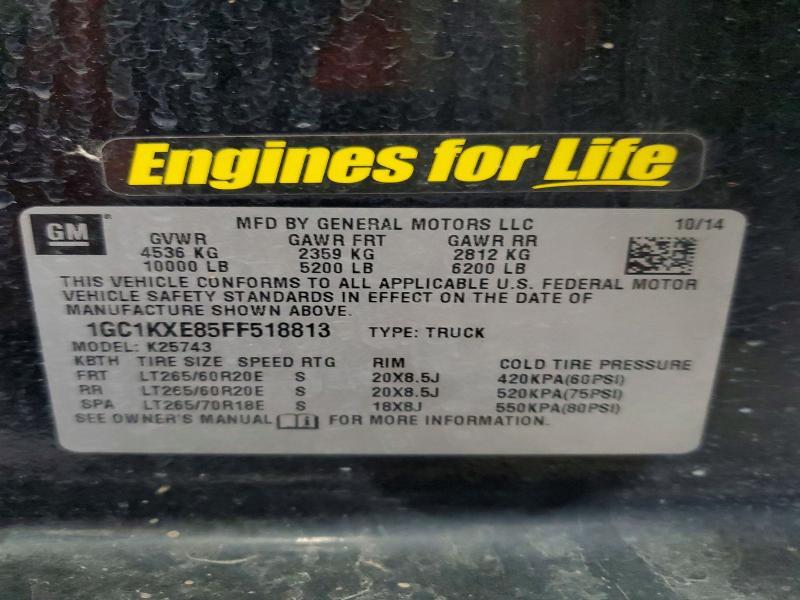 Engines for Life
GM®
MFD BY GENERAL MOTORS LLC 10/14
GVWR GAWR FRT GAWR RR
4536 KG 2359 KG 2812 KG
10000 LB 5200 LB 6200 LB
THIS VEHICLE CONFORMS TO ALL APPLICABLE U.S. FEDERAL MOTOR
VEHICLE SAFETY STANDARDS IN EFFECT ON THE DATE OF
MANUFACTURE SHOWN ABOVE.
1GC1KXE85FF518813 TYPE: TRUCK
MODEL: K25743
KBTH TIRE SIZE SPEED RTG RIM COLD TIRE PRESSURE
FRT LT265/60R20E S 20X8.5J 420KPA(60PSI)
RR LT265/60R20E S 20X8.5J 520KPA(75PSI)
SPA LT265/70R18E S 18X8J 550KPA(80PSI)
SEE OWNER'S MANUAL FOR MORE INFORMATION.